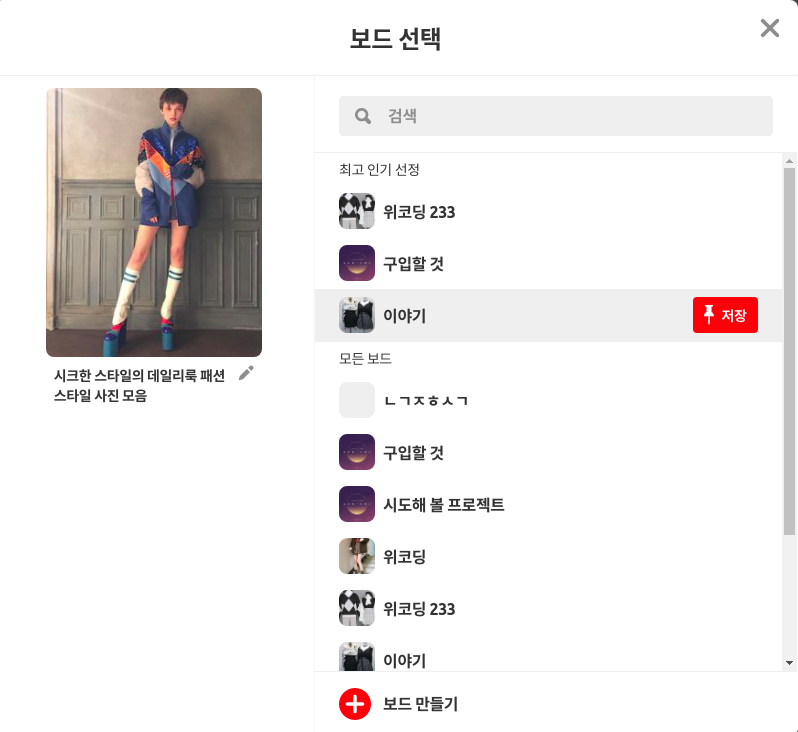 보드 선택
검색
최고 인기 선정
위코딩 233
구입할 것
이야기
저장
모든 보드
ㄴㄱㅈㅎㅅㄱ
구입할 것
시도해 볼 프로젝트
위코딩
위코딩 233
이야기
보드 만들기
시크한 스타일의 데일리룩 패션
스타일 사진 모음